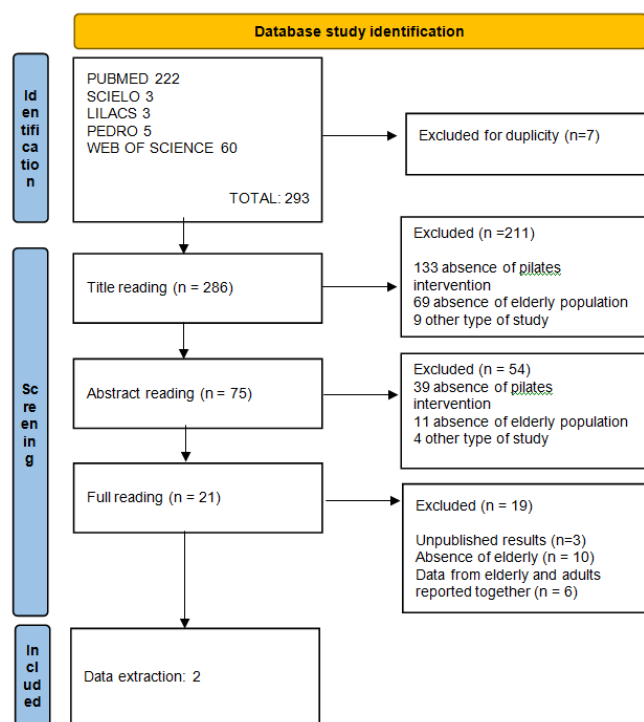 Database study identification
Id
en
tifi
ca
tio
n
PUBMED 222
SCIELO 3
LILACS 3
PEDRO 5
WEB OF SCIENCE 60
TOTAL: 293
Excluded for duplicity (n=7)
Sc
re
en
in
g
Title reading (n = 286)
Excluded (n =211)
133 absence of pilates
intervention
69 absence of elderly population
9 other type of study
Abstract reading (n = 75)
Excluded (n = 54)
39 absence of pilates
intervention
11 absence of elderly population
4 other type of study
Full reading (n = 21)
Excluded (n = 19)
Unpublished results (n=3)
Absence of elderly (n = 10)
Data from elderly and adults
reported together (n = 6)
In
cl
ud
ed
Data extraction: 2